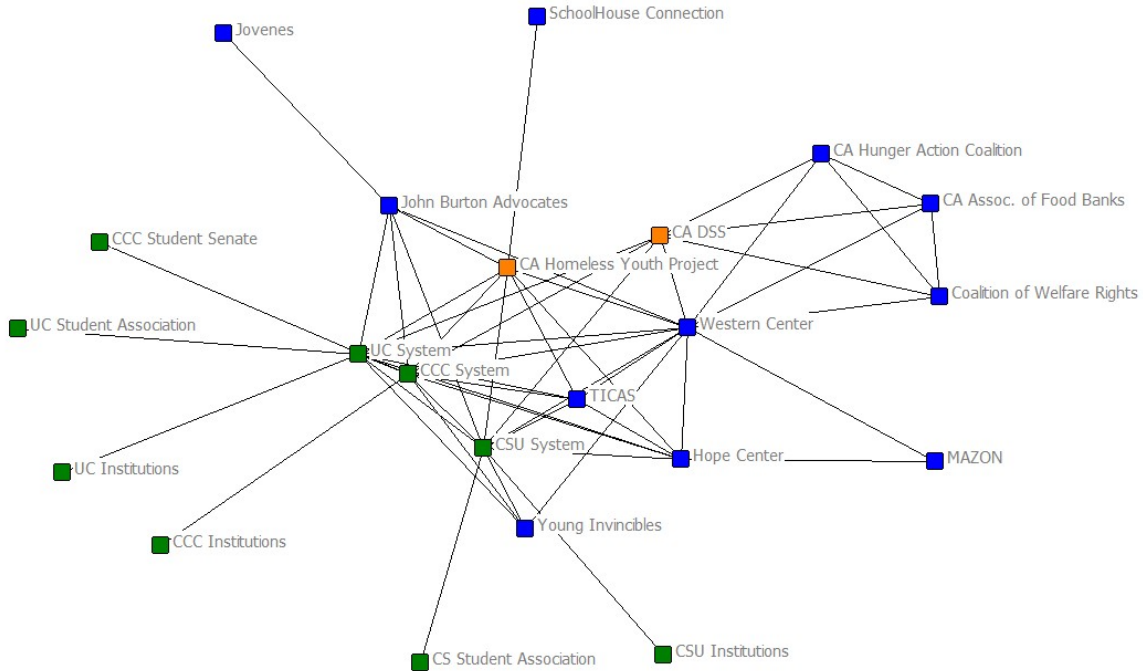 SchoolHouse Connection
Jovenes
CA Hunger Action Coalition
John Burton Advocates
CA Assoc. of Food Banks
CCC Student Senate
CA DSS
CA Homeless Youth Project
Coalition of Welfare Rights
UC Student Association
Western Center
UC System
CCC System
TICAS
CSU System
Hope Center
MAZON
UC Institutions
Young Invincibles
CCC Institutions
CSU Institutions
CS Student Association